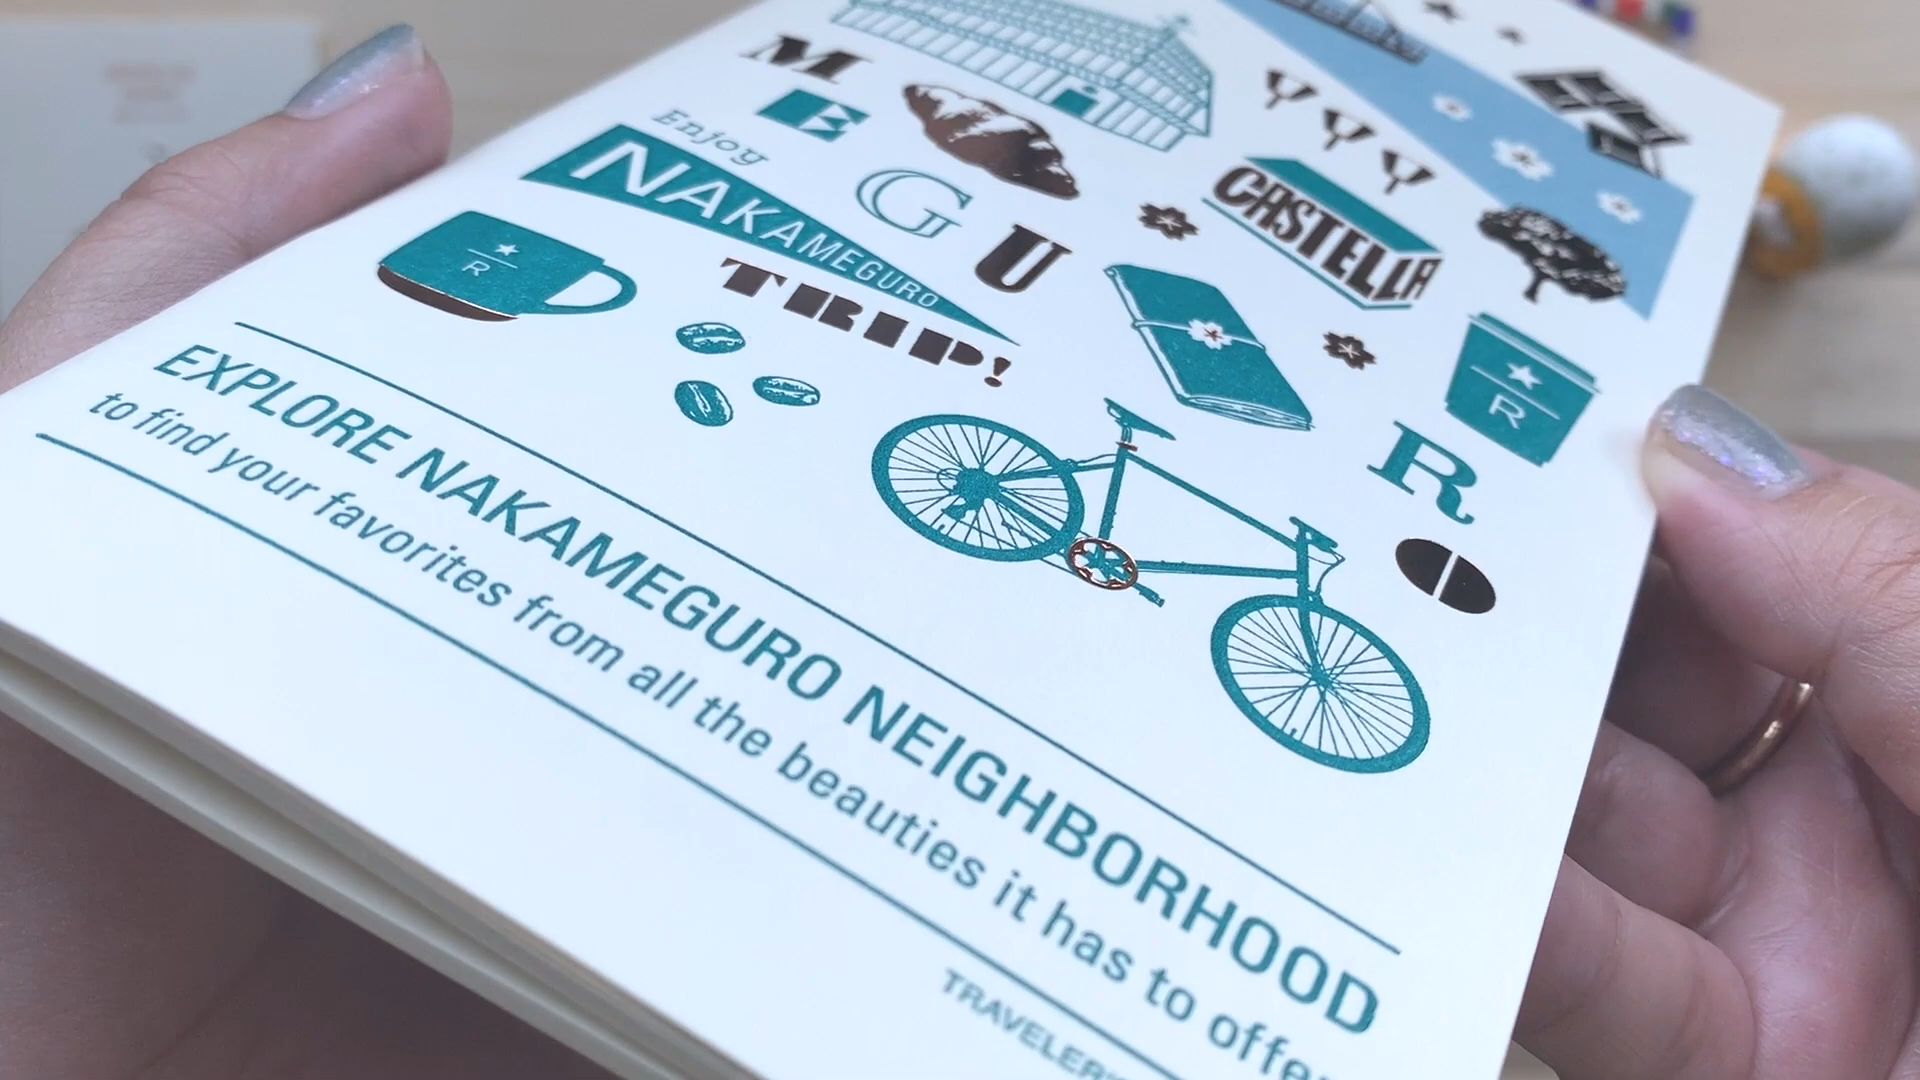 M
E
G
U
R
Enjoy
NAKAMEGURO
TRIP!
CASTELLA
R
R
EXPLORE NAKAMEGURO NEIGHBORHOOD
to find your favorites from all the beauties it has to offer
TRAVELER'